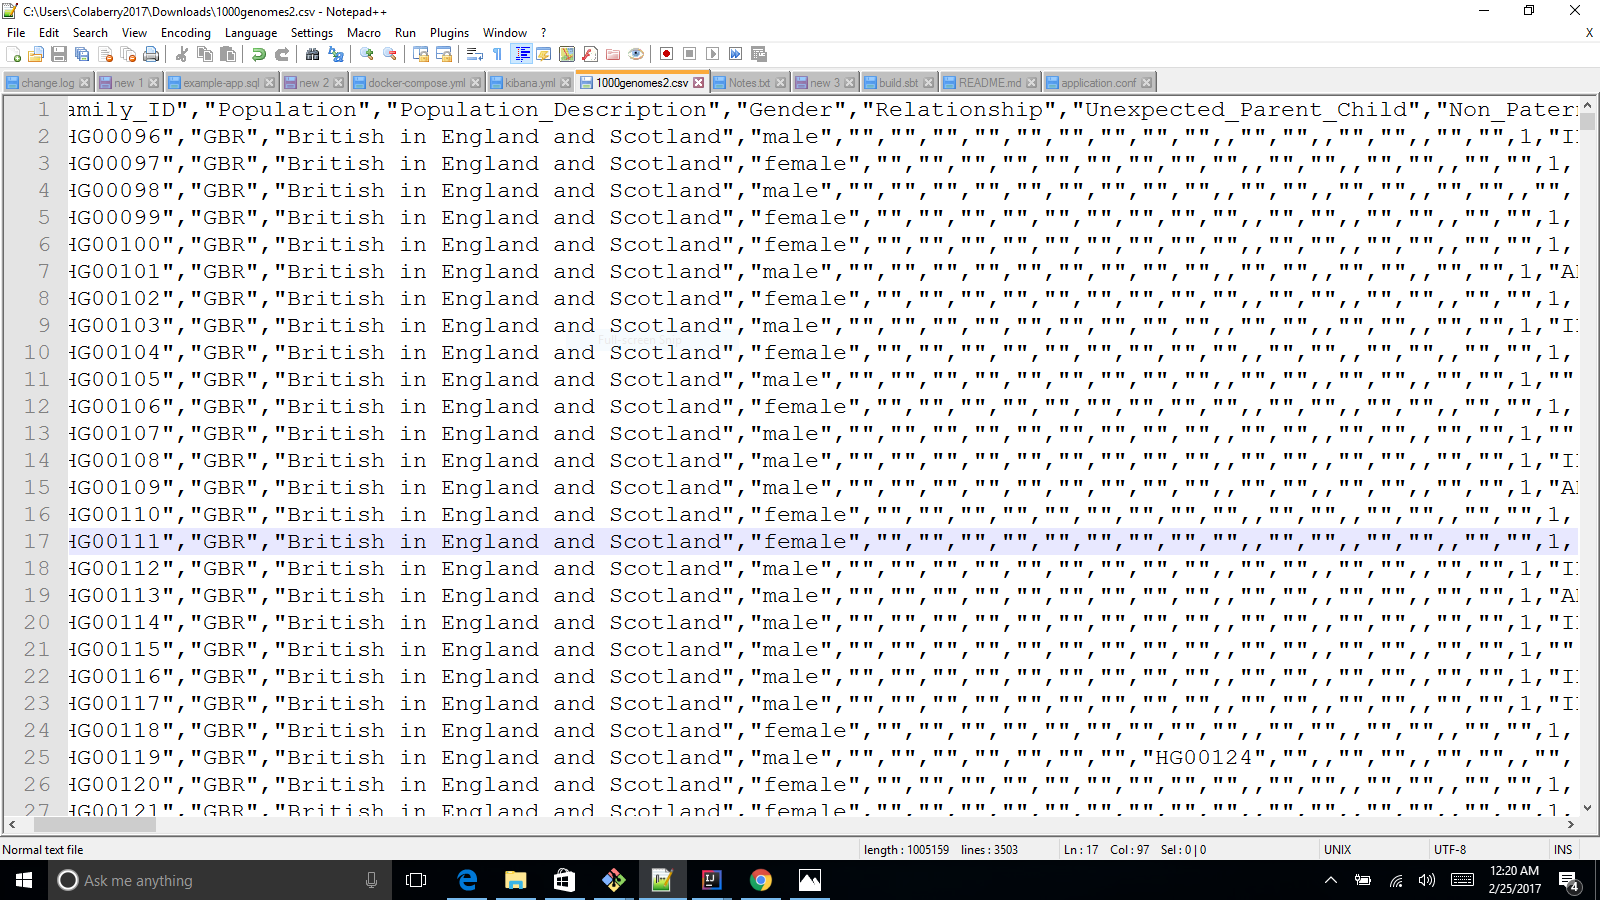 C:\Users\Colaberry2017\Downloads\1000genomes2.csv - Notepad++
File Edit Search View Encoding Language Settings Macro Run Plugins Window ? X
change.log new 1 example-app.sql new 2 docker-compose.yml kibana.yml 1000genomes2.csv Notes.txt new 3 build.sbt README.md application.conf
1 amily_ID","Population","Population_Description","Gender","Relationship","Unexpected_Parent_Child","Non_Pater
2 HG00096","GBR","British in England and Scotland","male","","","","","","","","","",,"","",,"","",,"","",1,"I
3 HG00097","GBR","British in England and Scotland","female","","","","","","","","","",,"","",,"","",,"","",1,
4 HG00098","GBR","British in England and Scotland","male","","","","","","","","","",,"","",,"","",,"","",,"",
5 HG00099","GBR","British in England and Scotland","female","","","","","","","","","",,"","",,"","",,"","",1,
6 HG00100","GBR","British in England and Scotland","female","","","","","","","","","",,"","",,"","",,"","",1,
7 HG00101","GBR","British in England and Scotland","male","","","","","","","","","",,"","",,"","",,"","",1,"A
8 HG00102","GBR","British in England and Scotland","female","","","","","","","","","",,"","",,"","",,"","",1,
9 HG00103","GBR","British in England and Scotland","male","","","","","","","","","",,"","",,"","",,"","",1,"I
10 HG00104","GBR","British in England and Scotland","female","","","","","","","","","",,"","",,"","",,"","",1,
11 HG00105","GBR","British in England and Scotland","male","","","","","","","","","",,"","",,"","",,"","",1,""
12 HG00106","GBR","British in England and Scotland","female","","","","","","","","","",,"","",,"","",,"","",1,
13 HG00107","GBR","British in England and Scotland","male","","","","","","","","","",,"","",,"","",,"","",1,""
14 HG00108","GBR","British in England and Scotland","male","","","","","","","","","",,"","",,"","",,"","",1,"I
15 HG00109","GBR","British in England and Scotland","male","","","","","","","","","",,"","",,"","",,"","",1,"A
16 HG00110","GBR","British in England and Scotland","female","","","","","","","","","",,"","",,"","",,"","",1,
17 HG00111","GBR","British in England and Scotland","female","","","","","","","","","",,"","",,"","",,"","",1,
18 HG00112","GBR","British in England and Scotland","male","","","","","","","","","",,"","",,"","",,"","",1,"I
19 HG00113","GBR","British in England and Scotland","male","","","","","","","","","",,"","",,"","",,"","",1,"A
20 HG00114","GBR","British in England and Scotland","male","","","","","","","","","",,"","",,"","",,"","",1,"I
21 HG00115","GBR","British in England and Scotland","male","","","","","","","","","",,"","",,"","",,"","",1,""
22 HG00116","GBR","British in England and Scotland","male","","","","","","","","","",,"","",,"","",,"","",1,"I
23 HG00117","GBR","British in England and Scotland","male","","","","","","","","","",,"","",,"","",,"","",1,"I
24 HG00118","GBR","British in England and Scotland","female","","","","","","","","","",,"","",,"","",,"","",1,
25 HG00119","GBR","British in England and Scotland","male","","","","","","","","HG00124","",,"","",,"","",,"",
26 HG00120","GBR","British in England and Scotland","female","","","","","","","","","",,"","",,"","",,"","",1,
27 HG00121","GBR","British in England and Scotland","female","","","","","","","","","",,"","",,"","",,"","",1,
Normal text file length : 1005159 lines : 3503 Ln : 17 Col : 97 Sel : 0 | 0 UNIX UTF-8 INS
Ask me anything
12:20 AM
2/25/2017
4